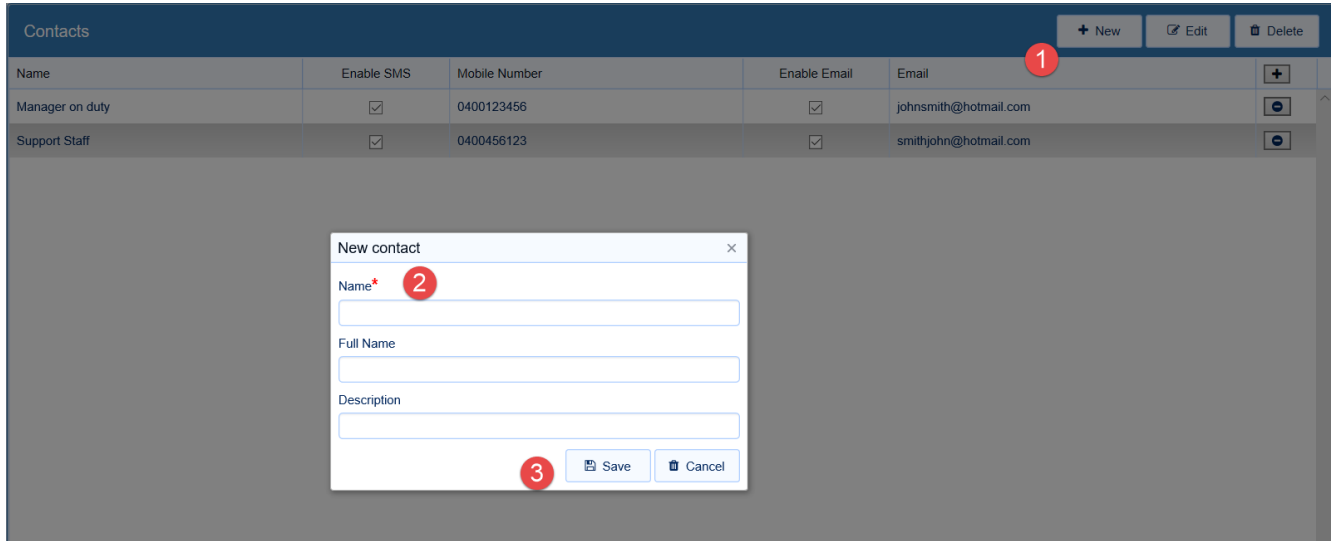 Contacts New Edit Delete
1
Name Enable SMS Mobile Number Enable Email Email
Manager on duty 0400123456 johnsmith@hotmail.com
Support Staff 0400456123 smithjohn@hotmail.com
New contact
Name* 2
Full Name
Description
3 Save Cancel